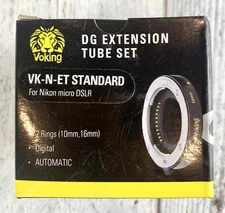 Voking
DG EXTENSION
TUBE SET
VK-N-ET STANDARD
For Nikon micro DSLR
• 2 Rings (10mm,16mm)
• Digital
• AUTOMATIC